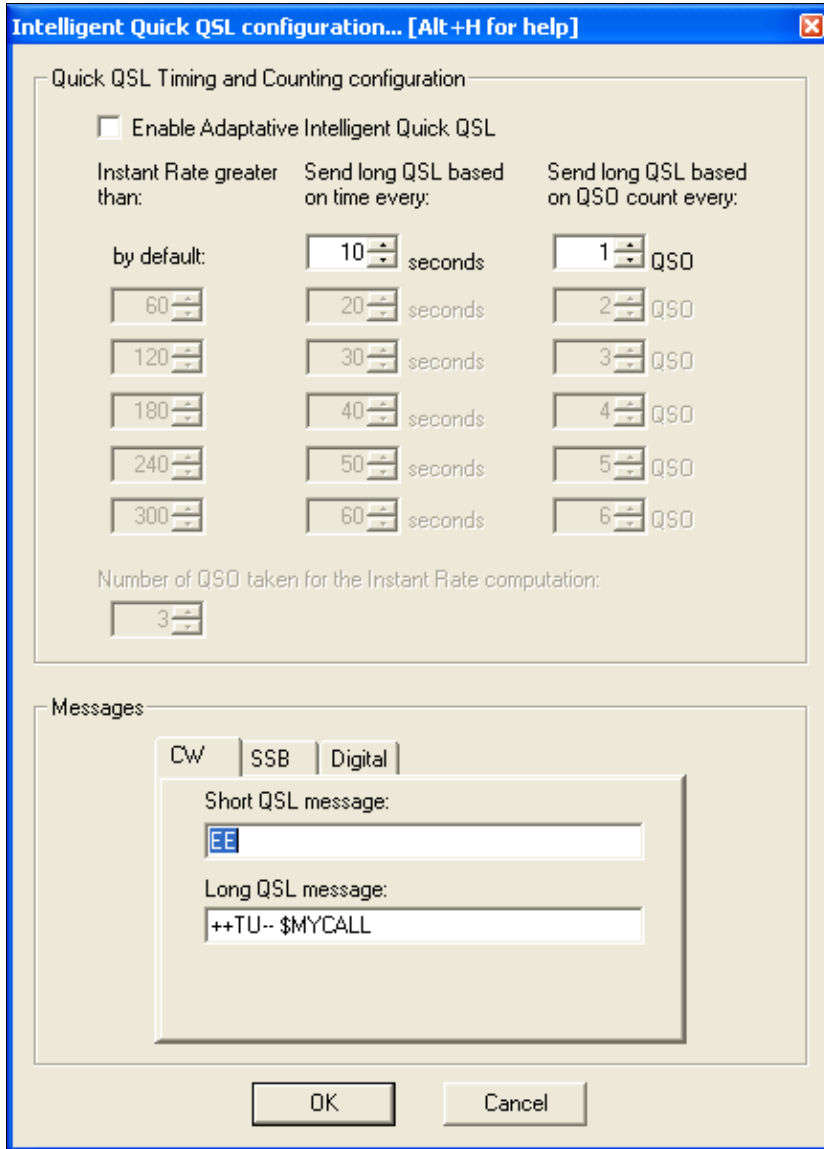 Intelligent Quick QSL configuration... [Alt+H for help]
Quick QSL Timing and Counting configuration
Enable Adaptative Intelligent Quick QSL
Instant Rate greater than:
Send long QSL based on time every:
Send long QSL based on QSO count every:
by default: 10 seconds 1 QSO
60 20 seconds 2 QSO
120 30 seconds 3 QSO
180 40 seconds 4 QSO
240 50 seconds 5 QSO
300 60 seconds 6 QSO
Number of QSO taken for the Instant Rate computation:
3
Messages
CW SSB Digital
Short QSL message:
EE
Long QSL message:
++TU-- $MYCALL
OK Cancel